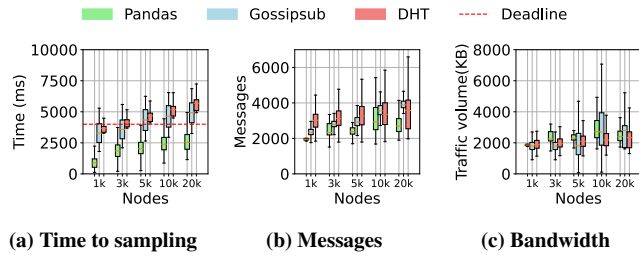 Pandas Gossipsub DHT Deadline
10000
7500
5000
2500
0
Time (ms)
1k 3k 5k 10k 20k
Nodes
(a) Time to sampling
6000
4000
2000
0
Messages
1k 3k 5k 10k 20k
Nodes
(b) Messages
8000
6000
4000
2000
0
Traffic volume(KB)
1k 3k 5k 10k 20k
Nodes
(c) Bandwidth